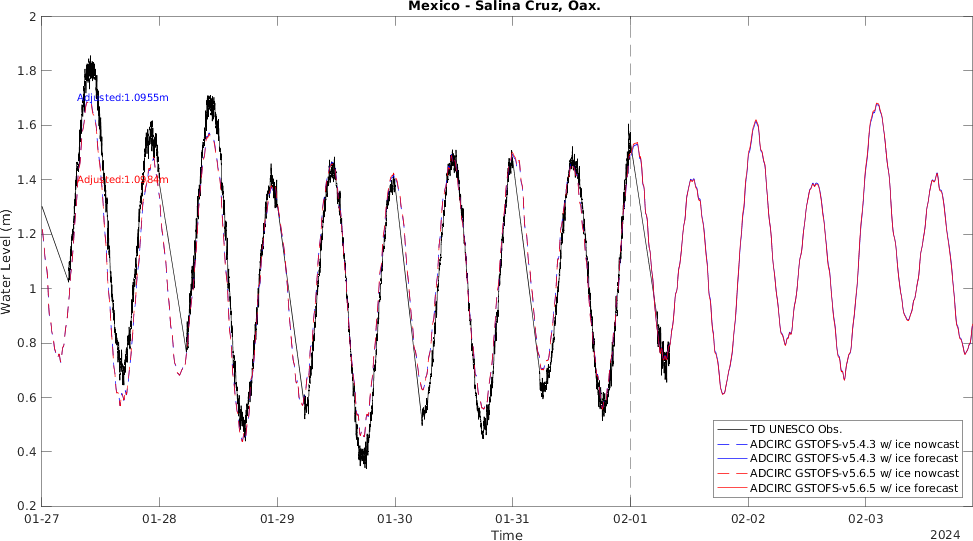 Mexico - Salina Cruz, Oax.
2
1.8
1.6
1.4
1.2
1
0.8
0.6
0.4
0.2
Water Level (m)
Adjusted:1.0955m
Adjusted:1.0984m
TD UNESCO Obs.
ADCIRC GSTOFS-v5.4.3 w/ ice nowcast
ADCIRC GSTOFS-v5.4.3 w/ ice forecast
ADCIRC GSTOFS-v5.6.5 w/ ice nowcast
ADCIRC GSTOFS-v5.6.5 w/ ice forecast
01-27 01-28 01-29 01-30 01-31 02-01 02-02 02-03
Time
2024